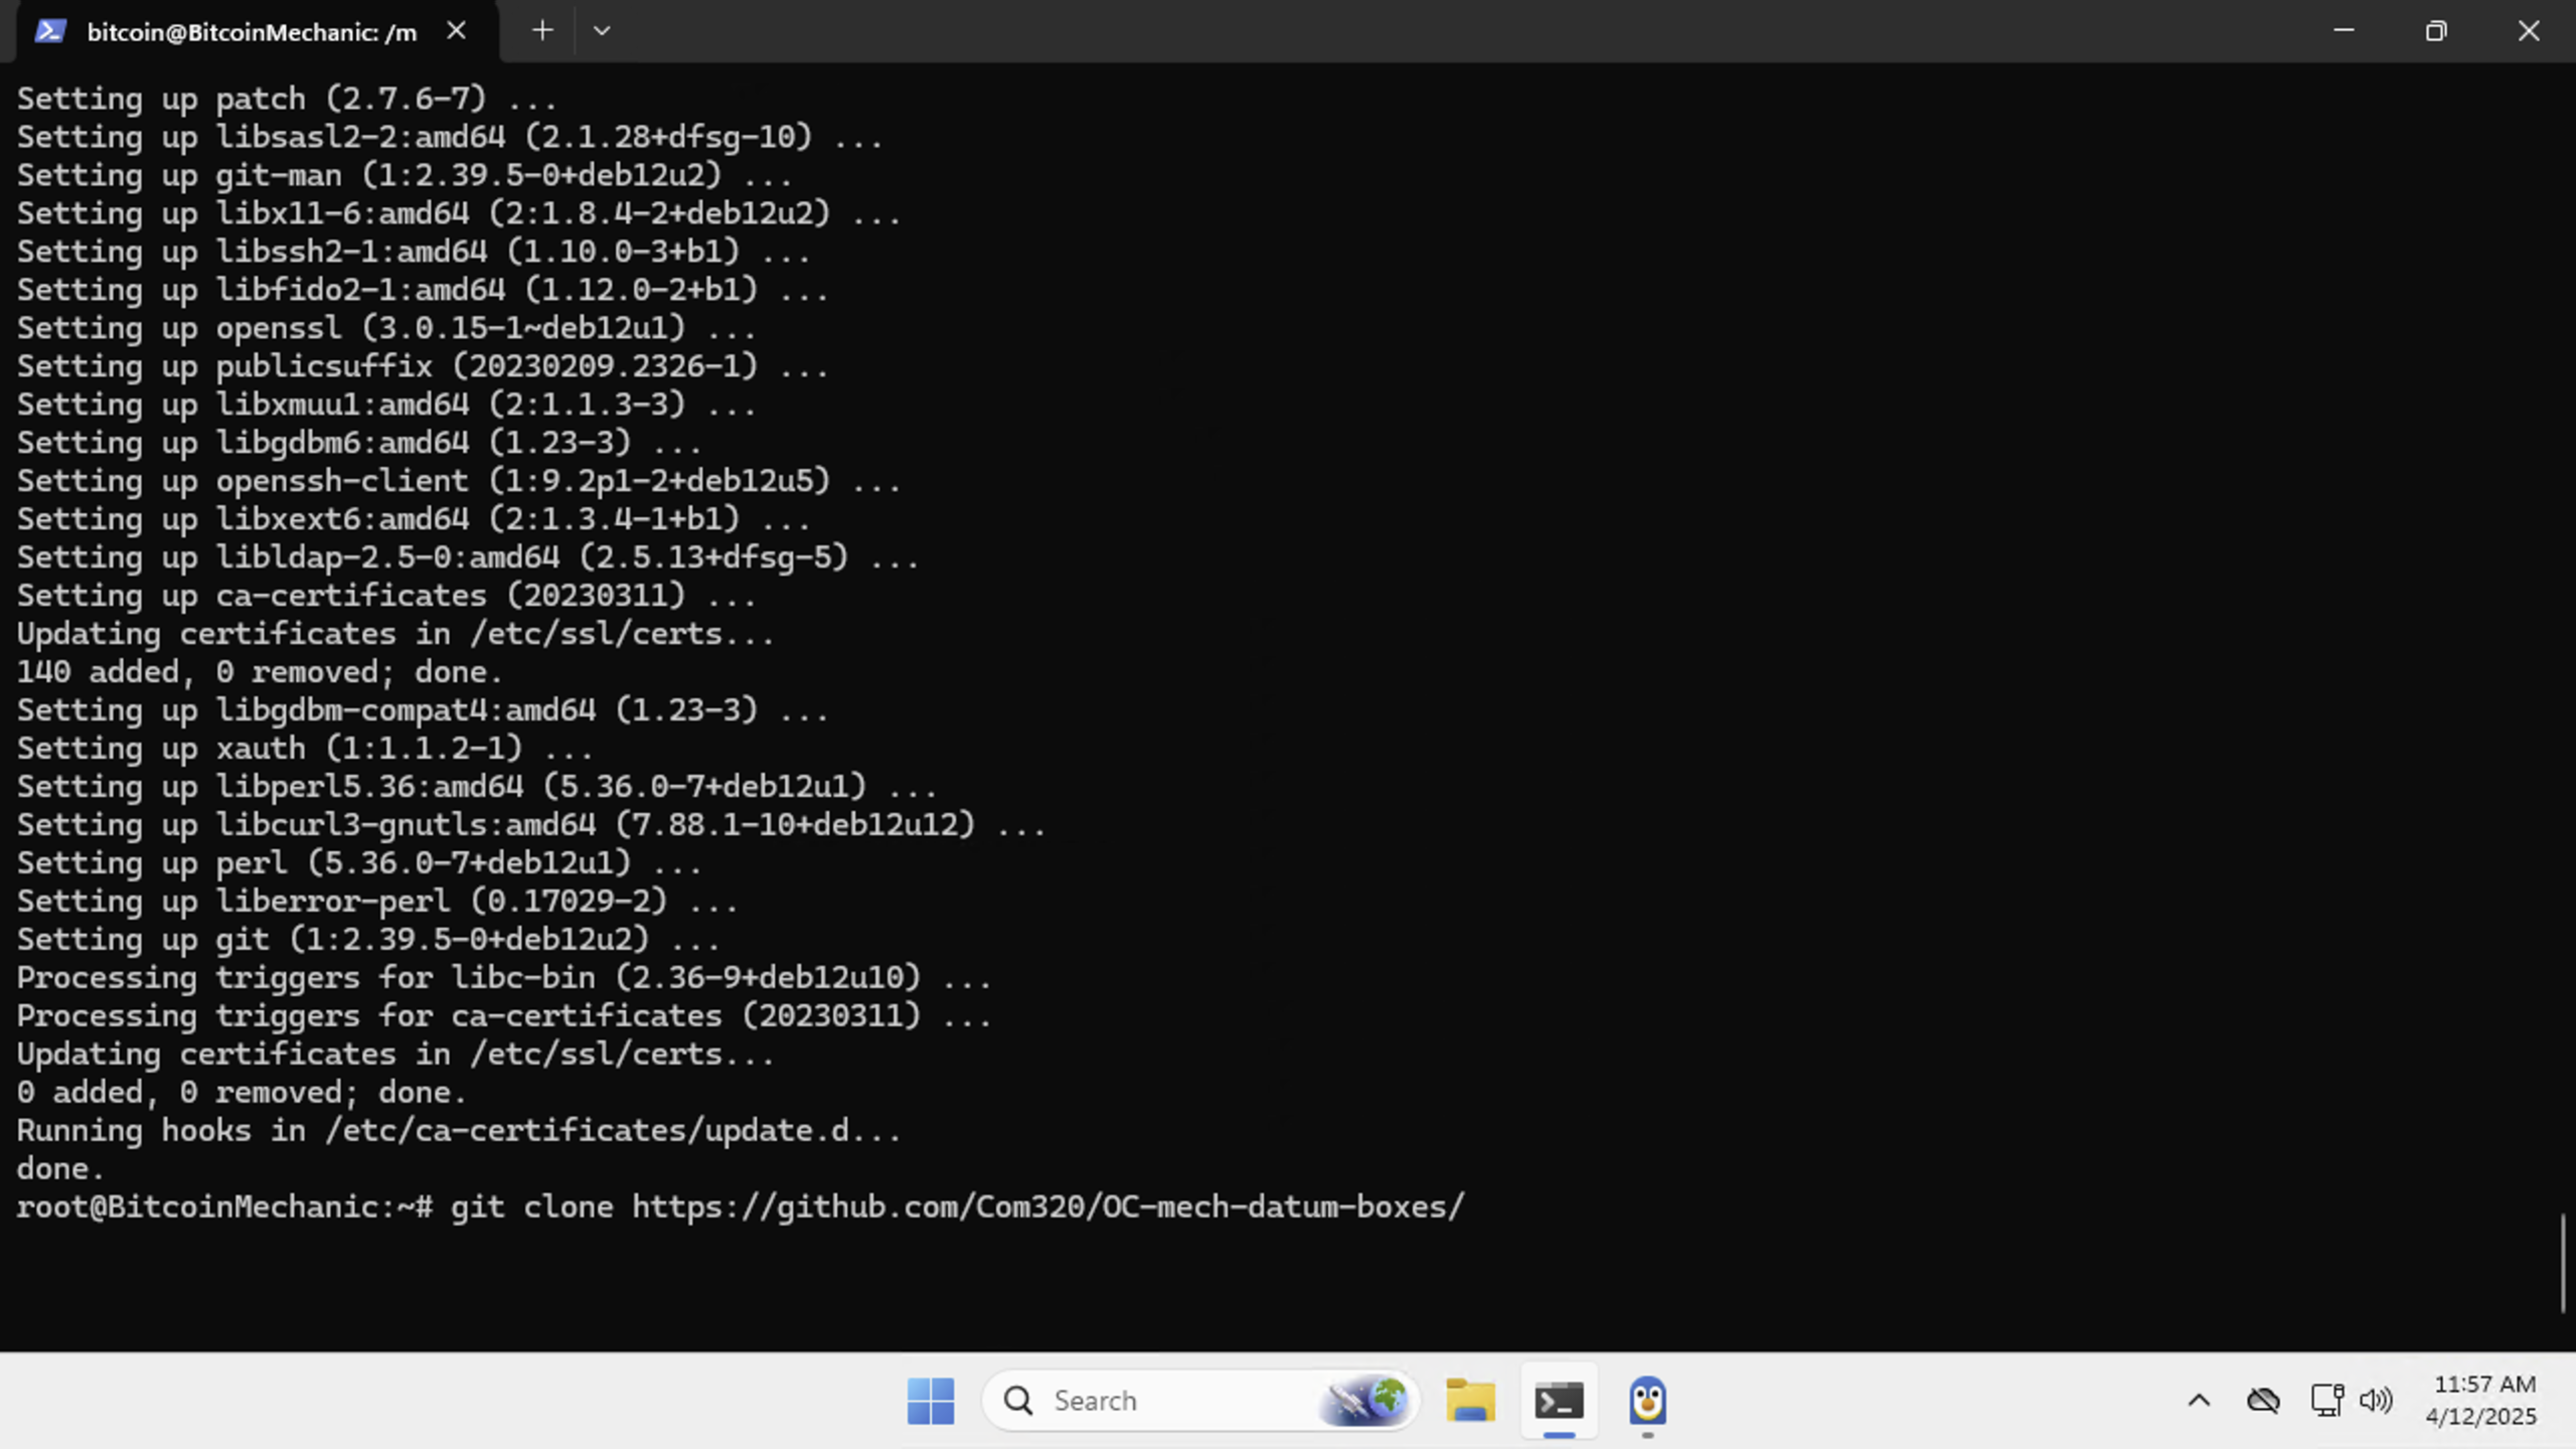 bitcoin@BitcoinMechanic: /m
Setting up patch (2.7.6-7) ...
Setting up libsasl2-2:amd64 (2.1.28+dfsg-10) ...
Setting up git-man (1:2.39.5-0+deb12u2) ...
Setting up libx11-6:amd64 (2:1.8.4-2+deb12u2) ...
Setting up libssh2-1:amd64 (1.10.0-3+b1) ...
Setting up libfido2-1:amd64 (1.12.0-2+b1) ...
Setting up openssl (3.0.15-1~deb12u1) ...
Setting up publicsuffix (20230209.2326-1) ...
Setting up libxmuu1:amd64 (2:1.1.3-3) ...
Setting up libgdbm6:amd64 (1.23-3) ...
Setting up openssh-client (1:9.2p1-2+deb12u5) ...
Setting up libxext6:amd64 (2:1.3.4-1+b1) ...
Setting up libldap-2.5-0:amd64 (2.5.13+dfsg-5) ...
Setting up ca-certificates (20230311) ...
Updating certificates in /etc/ssl/certs...
140 added, 0 removed; done.
Setting up libgdbm-compat4:amd64 (1.23-3) ...
Setting up xauth (1:1.1.2-1) ...
Setting up libperl5.36:amd64 (5.36.0-7+deb12u1) ...
Setting up libcurl3-gnutls:amd64 (7.88.1-10+deb12u12) ...
Setting up perl (5.36.0-7+deb12u1) ...
Setting up liberror-perl (0.17029-2) ...
Setting up git (1:2.39.5-0+deb12u2) ...
Processing triggers for libc-bin (2.36-9+deb12u10) ...
Processing triggers for ca-certificates (20230311) ...
Updating certificates in /etc/ssl/certs...
0 added, 0 removed; done.
Running hooks in /etc/ca-certificates/update.d...
done.
root@BitcoinMechanic:~# git clone https://github.com/Com320/OC-mech-datum-boxes/
Search
11:57 AM
4/12/2025